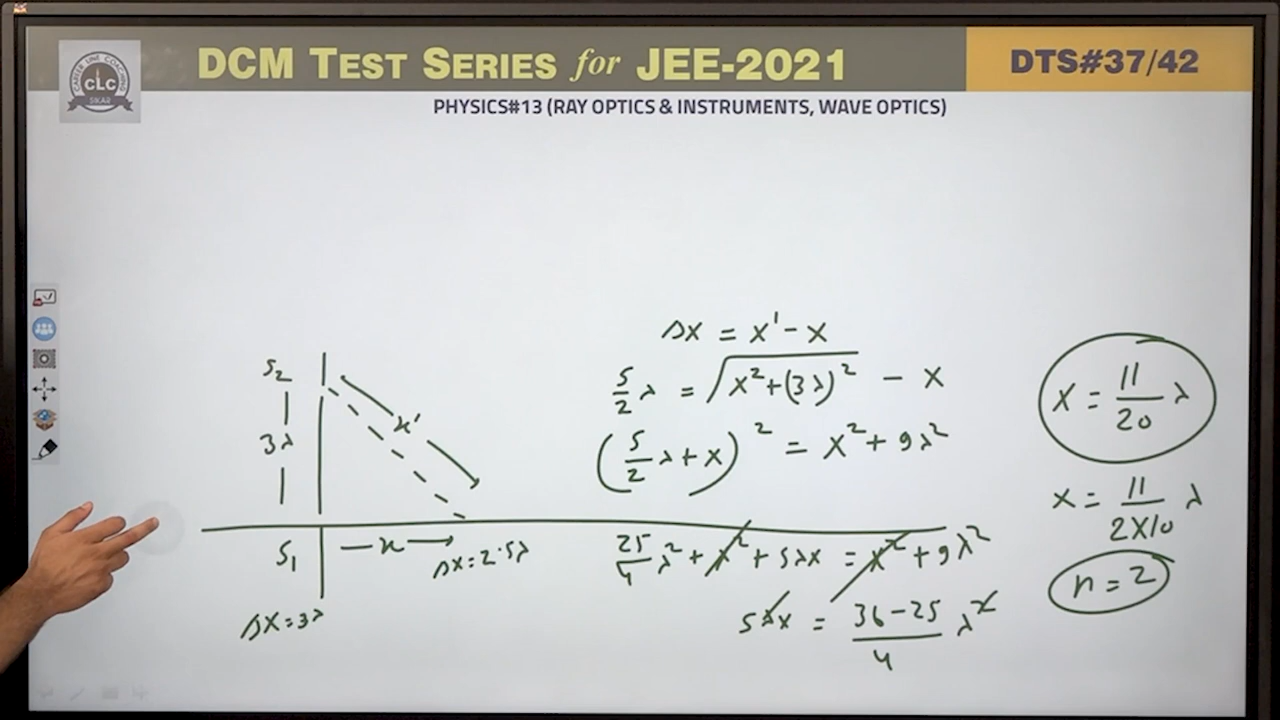 DCM TEST SERIES for JEE-2021
DTS#37/42
CAREER LINE COACHING
CLC
SIKAR
PHYSICS#13 (RAY OPTICS & INSTRUMENTS, WAVE OPTICS)
S₂
3λ
S₁
x'
x
Δx=2.5λ
Δx=3λ
Δx = x' - x
5/2 λ = √(x²+(3λ)²) - x
(5/2 λ + x)² = x² + 9λ²
25/4 λ² + x² + 5λx = x² + 9λ²
5λx = (36-25)/4 λ²
x = 11/20 λ
x = 11/(2×10) λ
n = 2